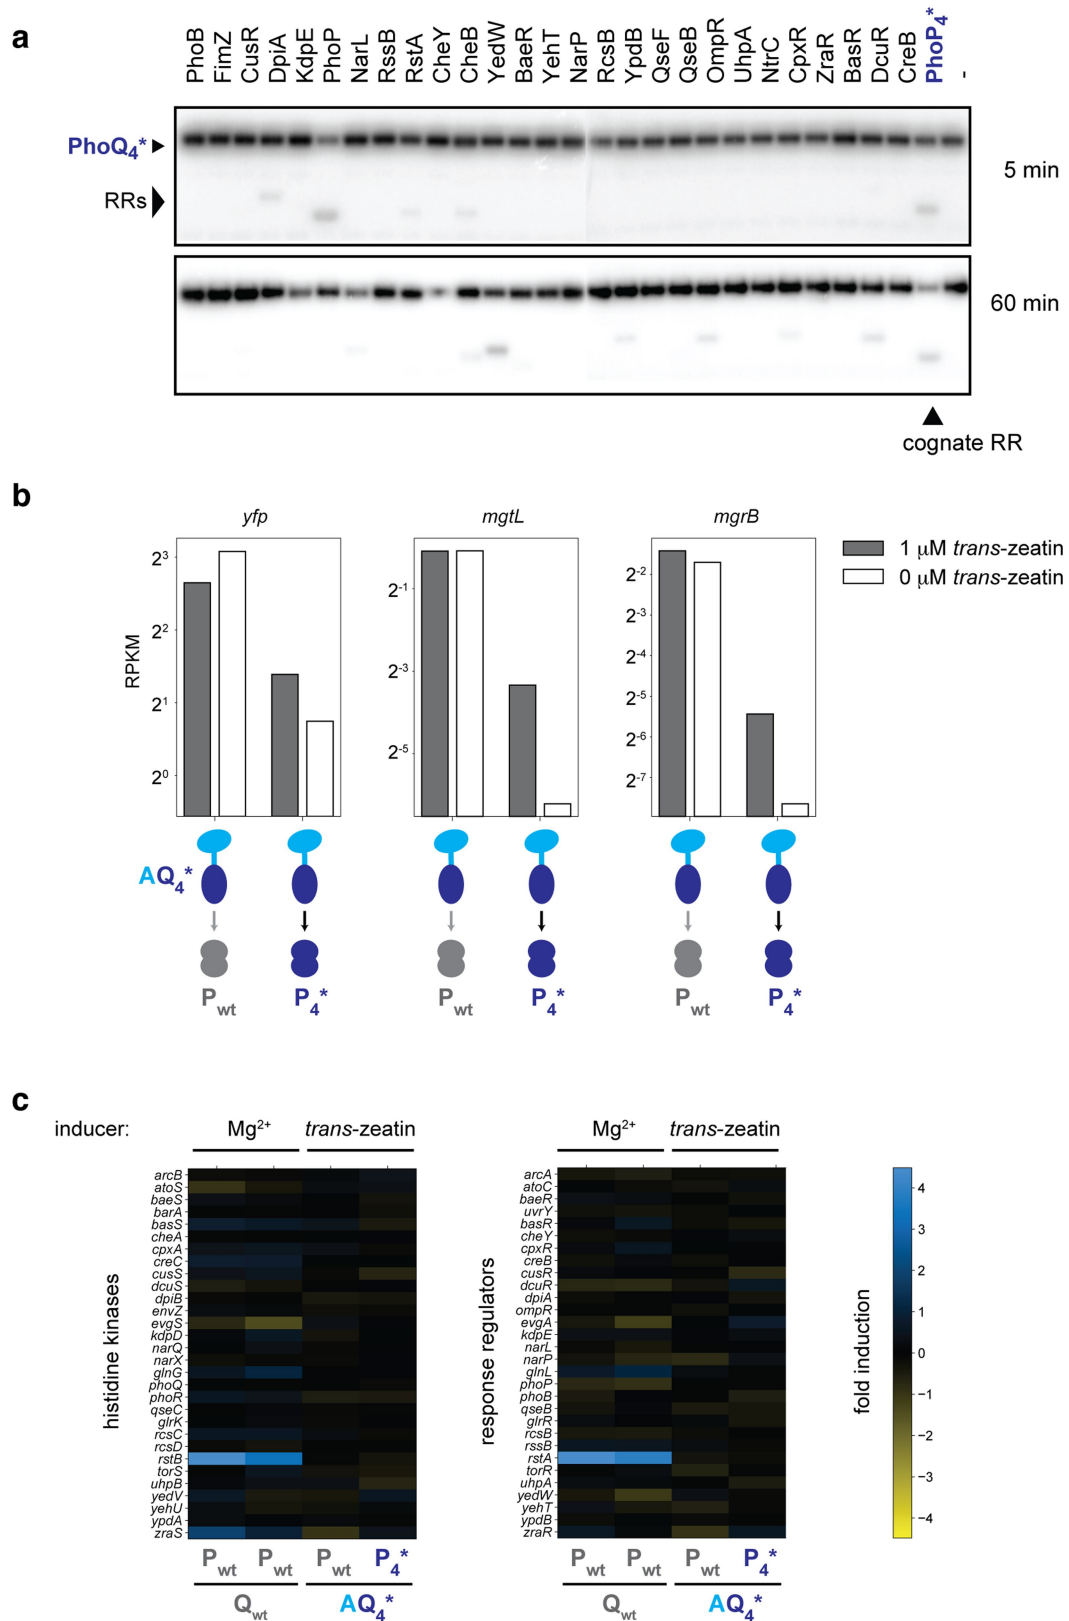 a
PhoB FimZ CusR DpiA KdpE PhoP NarL RssB RstA CheY CheB YedW BaeR YehT NarP RcsB YpdB QseF QseB OmpR UhpA NtrC CpxR ZraR BasR DcuR CreB PhoP4* -
PhoQ4*
RRs
5 min
60 min
cognate RR
b
yfp mgtL mgrB
1 μM trans-zeatin
0 μM trans-zeatin
RPKM
2^3
2^2
2^1
2^0
2^-1
2^-3
2^-5
2^-2
2^-3
2^-4
2^-5
2^-6
2^-7
AQ4*
Pwt P4* Pwt P4* Pwt P4*
c
inducer: Mg2+ trans-zeatin Mg2+ trans-zeatin
histidine kinases
arcB
atoS
baeS
barA
basS
cheA
cpxA
creC
cusS
dcuS
dpiB
envZ
evgS
kdpD
narQ
narX
glnG
phoQ
phoR
qseC
glrK
rcsC
rcsD
rstB
torS
uhpB
yedV
yehU
ypdA
zraS
Pwt Pwt Pwt P4*
Qwt AQ4*
response regulators
arcA
atoC
baeR
uvrY
basR
cheY
cpxR
creB
cusR
dcuR
dpiA
ompR
evgA
kdpE
narL
narP
glnL
phoP
phoB
qseB
glrR
rcsB
rssB
rstA
torR
uhpA
yedW
yehT
ypdB
zraR
Pwt Pwt Pwt P4*
Qwt AQ4*
fold induction
4
3
2
1
0
−1
−2
−3
−4